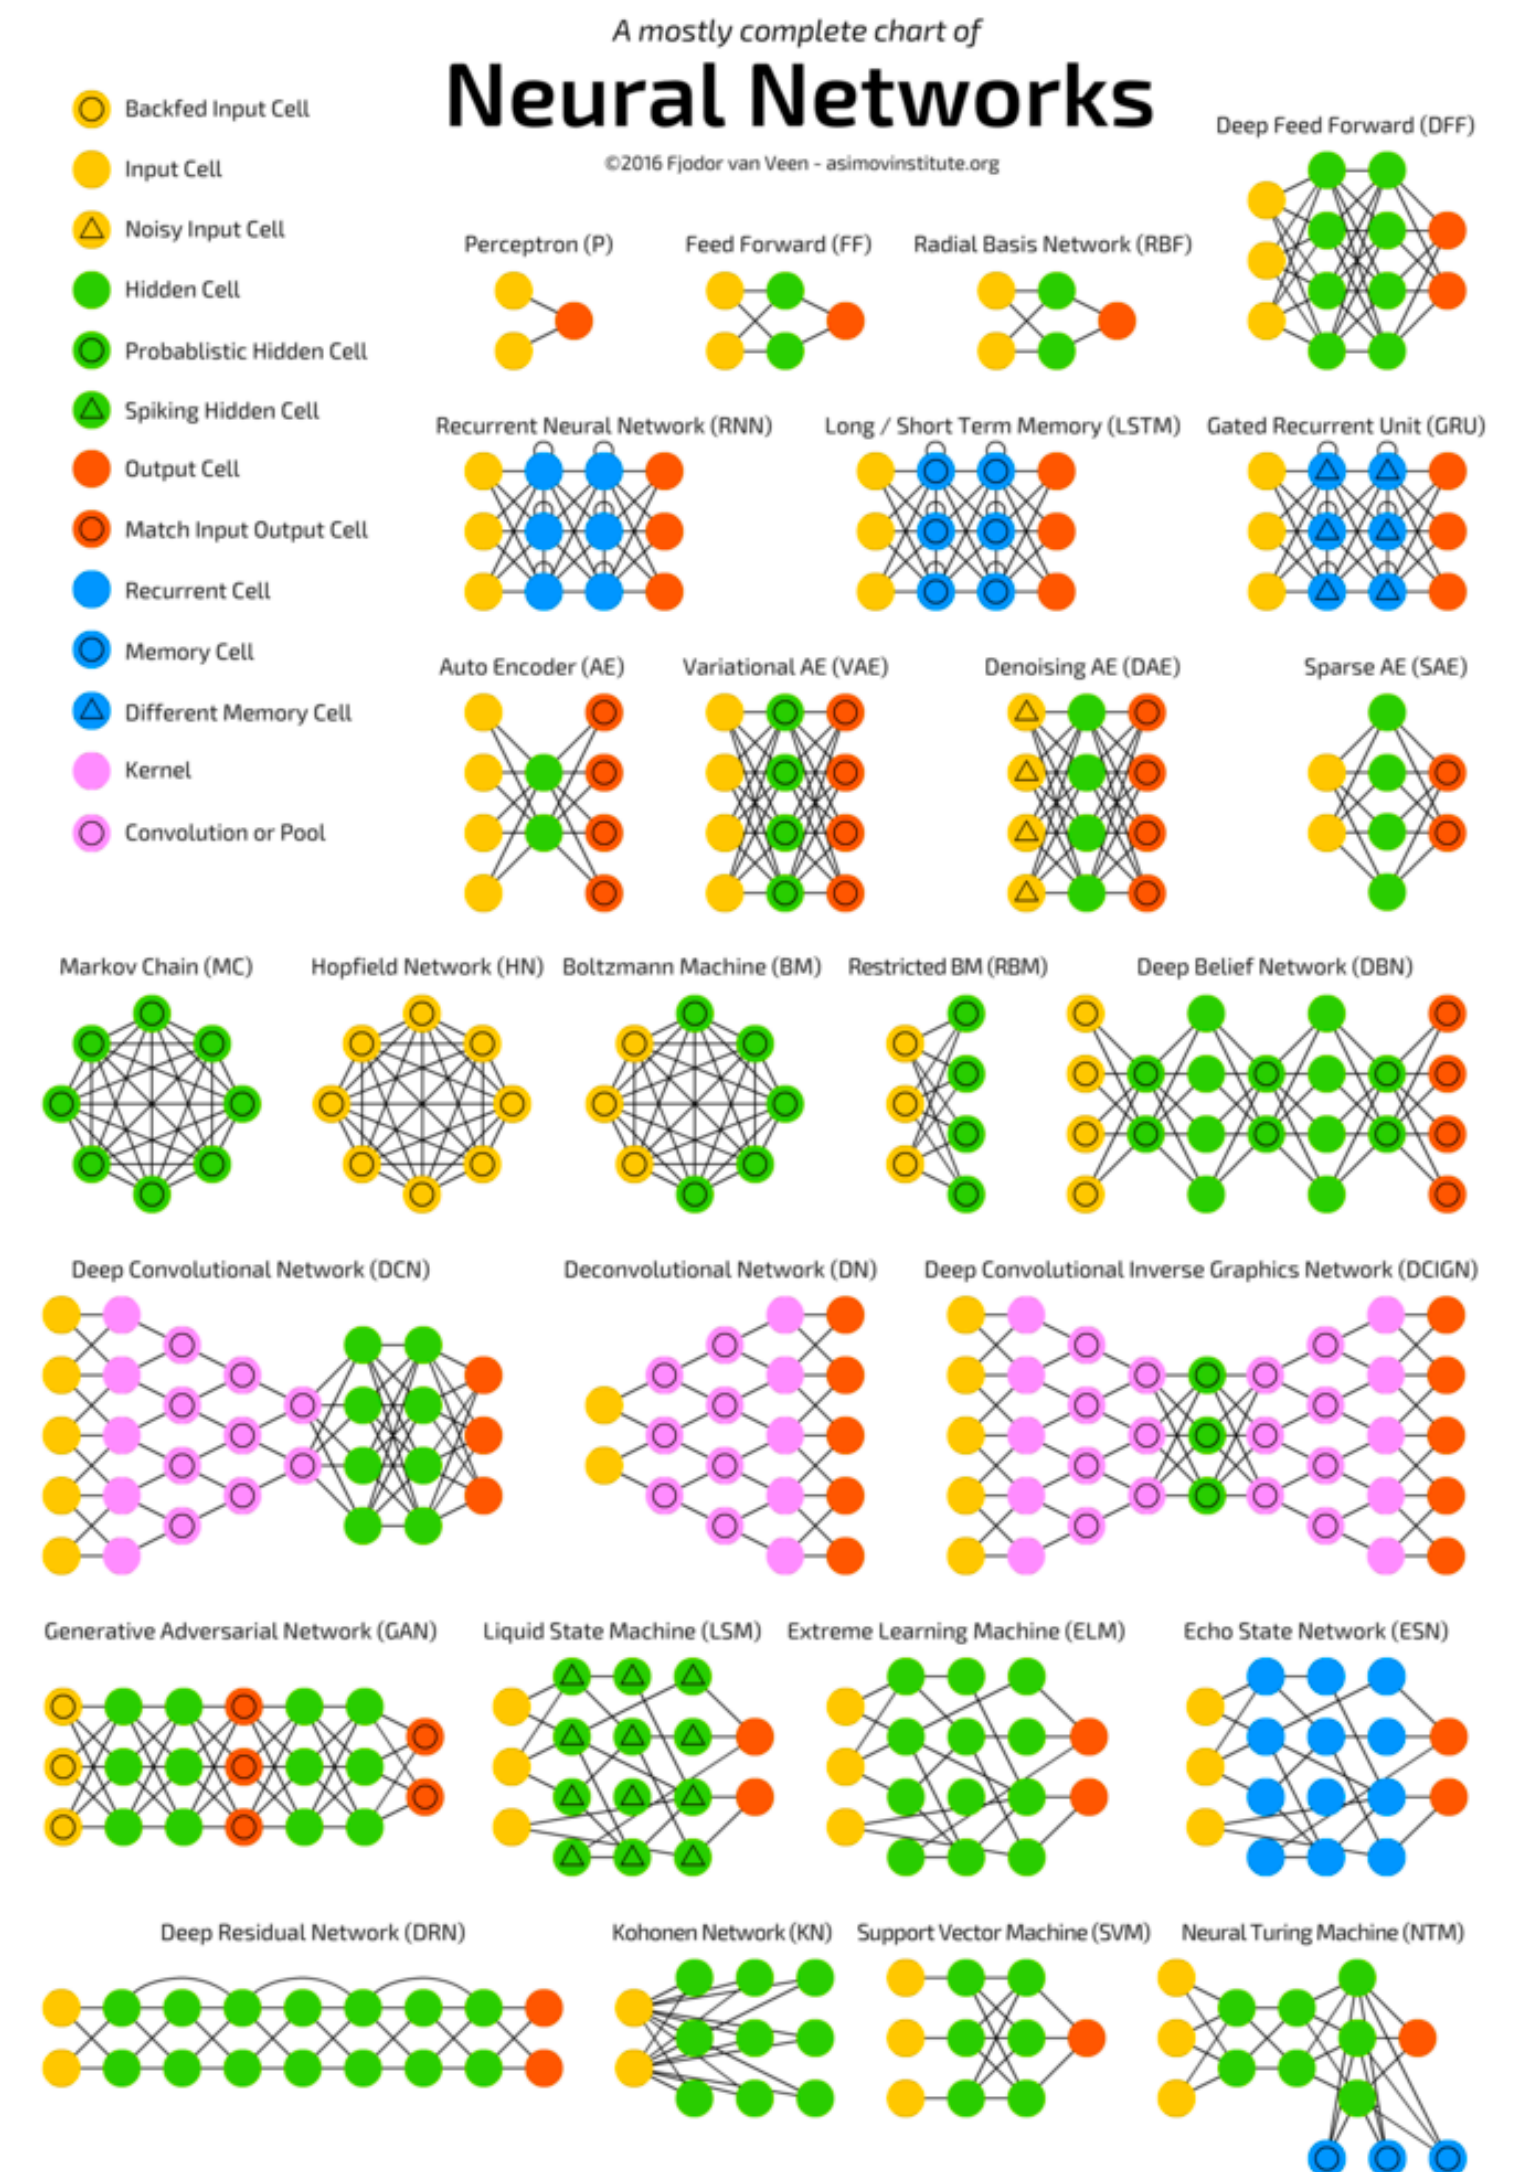 A mostly complete chart of
Neural Networks
©2016 Fjodor van Veen - asimovinstitute.org
Backfed Input Cell
Input Cell
Noisy Input Cell
Hidden Cell
Probablistic Hidden Cell
Spiking Hidden Cell
Output Cell
Match Input Output Cell
Recurrent Cell
Memory Cell
Different Memory Cell
Kernel
Convolution or Pool
Perceptron (P)
Feed Forward (FF)
Radial Basis Network (RBF)
Deep Feed Forward (DFF)
Recurrent Neural Network (RNN)
Long / Short Term Memory (LSTM)
Gated Recurrent Unit (GRU)
Auto Encoder (AE)
Variational AE (VAE)
Denoising AE (DAE)
Sparse AE (SAE)
Markov Chain (MC)
Hopfield Network (HN)
Boltzmann Machine (BM)
Restricted BM (RBM)
Deep Belief Network (DBN)
Deep Convolutional Network (DCN)
Deconvolutional Network (DN)
Deep Convolutional Inverse Graphics Network (DCIGN)
Generative Adversarial Network (GAN)
Liquid State Machine (LSM)
Extreme Learning Machine (ELM)
Echo State Network (ESN)
Deep Residual Network (DRN)
Kohonen Network (KN)
Support Vector Machine (SVM)
Neural Turing Machine (NTM)